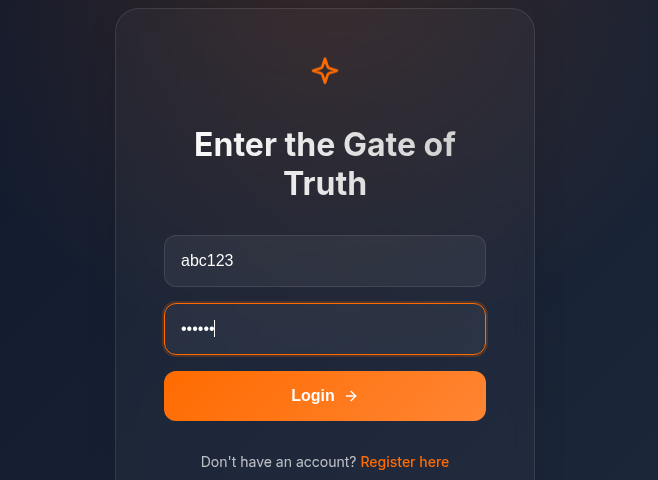 Enter the Gate of
Truth
abc123
••••••
Login →
Don't have an account? Register here